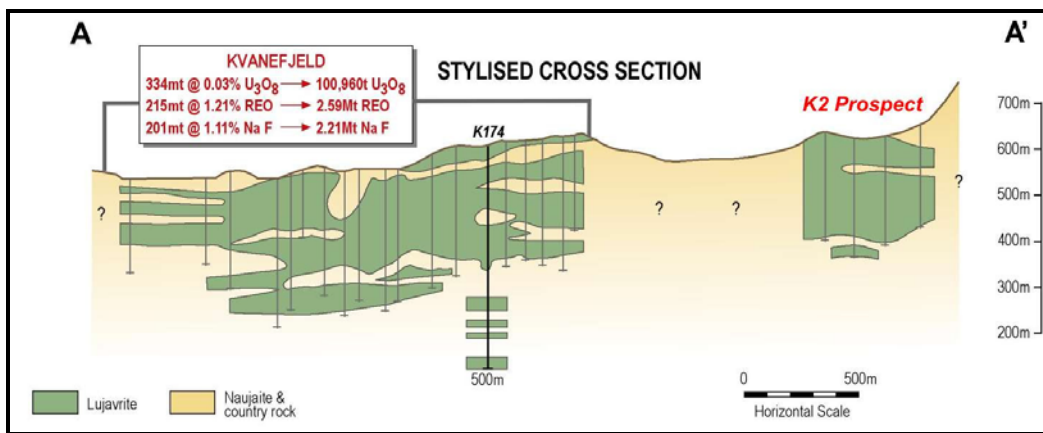 A
A'
KVANEFJELD
334mt @ 0.03% U3O8 → 100,960t U3O8
215mt @ 1.21% REO → 2.59Mt REO
201mt @ 1.11% Na F → 2.21Mt Na F
STYLISED CROSS SECTION
K2 Prospect
K174
700m
600m
500m
400m
300m
200m
?
?
?
?
500m
Lujavrite
Naujaite &
country rock
0 500m
Horizontal Scale